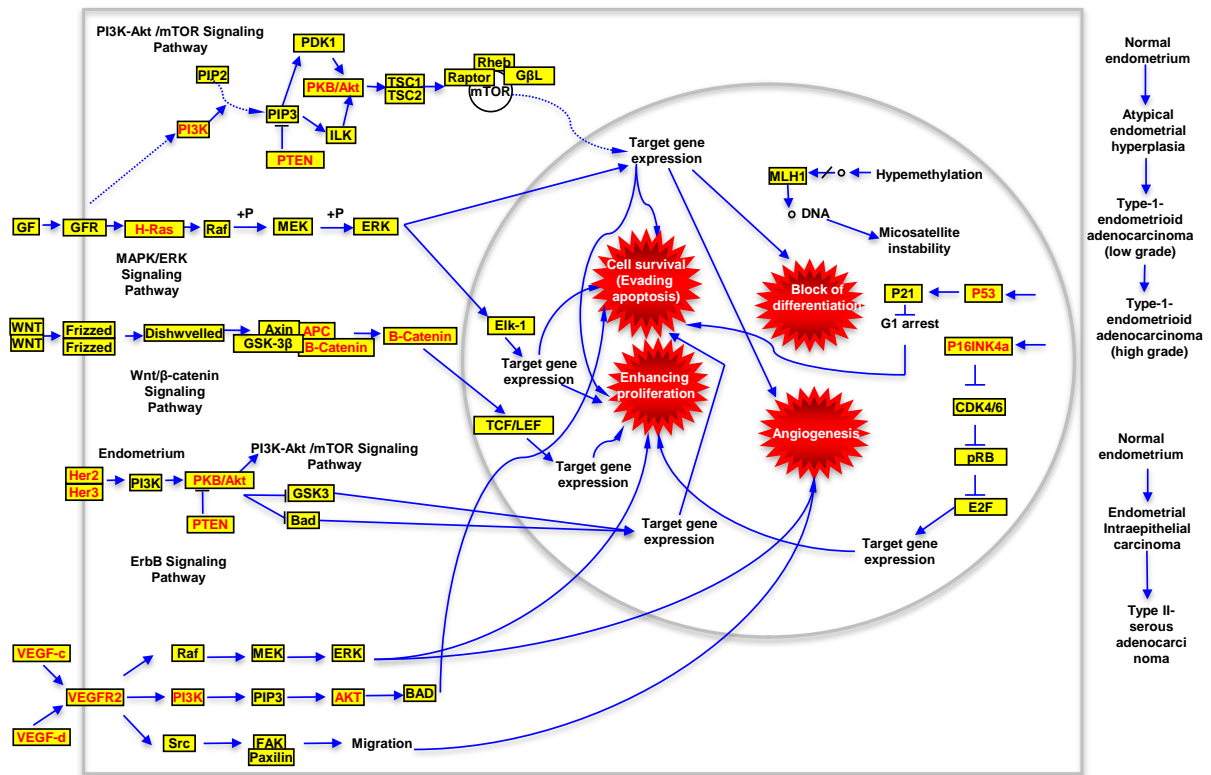 PI3K-Akt /mTOR Signaling
Pathway
PDK1
PIP2
PKB/Akt
TSC1
TSC2
Rheb
Raptor
GβL
mTOR
PI3K
PIP3
ILK
PTEN
GF
GFR
H-Ras
Raf
+P
MEK
+P
ERK
MAPK/ERK
Signaling
Pathway
WNT
WNT
Frizzed
Frizzed
Dishwvelled
Axin
APC
GSK-3β
B-Catenin
B-Catenin
Wnt/β-catenin
Signaling
Pathway
Endometrium
PI3K-Akt /mTOR Signaling
Pathway
Her2
Her3
PI3K
PKB/Akt
GSK3
Bad
PTEN
ErbB Signaling
Pathway
VEGF-c
VEGFR2
VEGF-d
Raf
MEK
ERK
PI3K
PIP3
AKT
BAD
Src
FAK
Paxilin
Migration
Target gene
expression
MLH1
Hypemethylation
DNA
Micosatellite
instability
Cell survival
(Evading
apoptosis)
Block of
differentiation
P21
P53
G1 arrest
P16INK4a
Elk-1
Target gene
expression
Enhancing
proliferation
CDK4/6
TCF/LEF
Angiogenesis
pRB
Target gene
expression
E2F
Target gene
expression
Target gene
expression
Normal
endometrium
Atypical
endometrial
hyperplasia
Type-1-
endometrioid
adenocarcinoma
(low grade)
Type-1-
endometrioid
adenocarcinoma
(high grade)
Normal
endometrium
Endometrial
Intraepithelial
carcinoma
Type II-
serous
adenocarci
noma